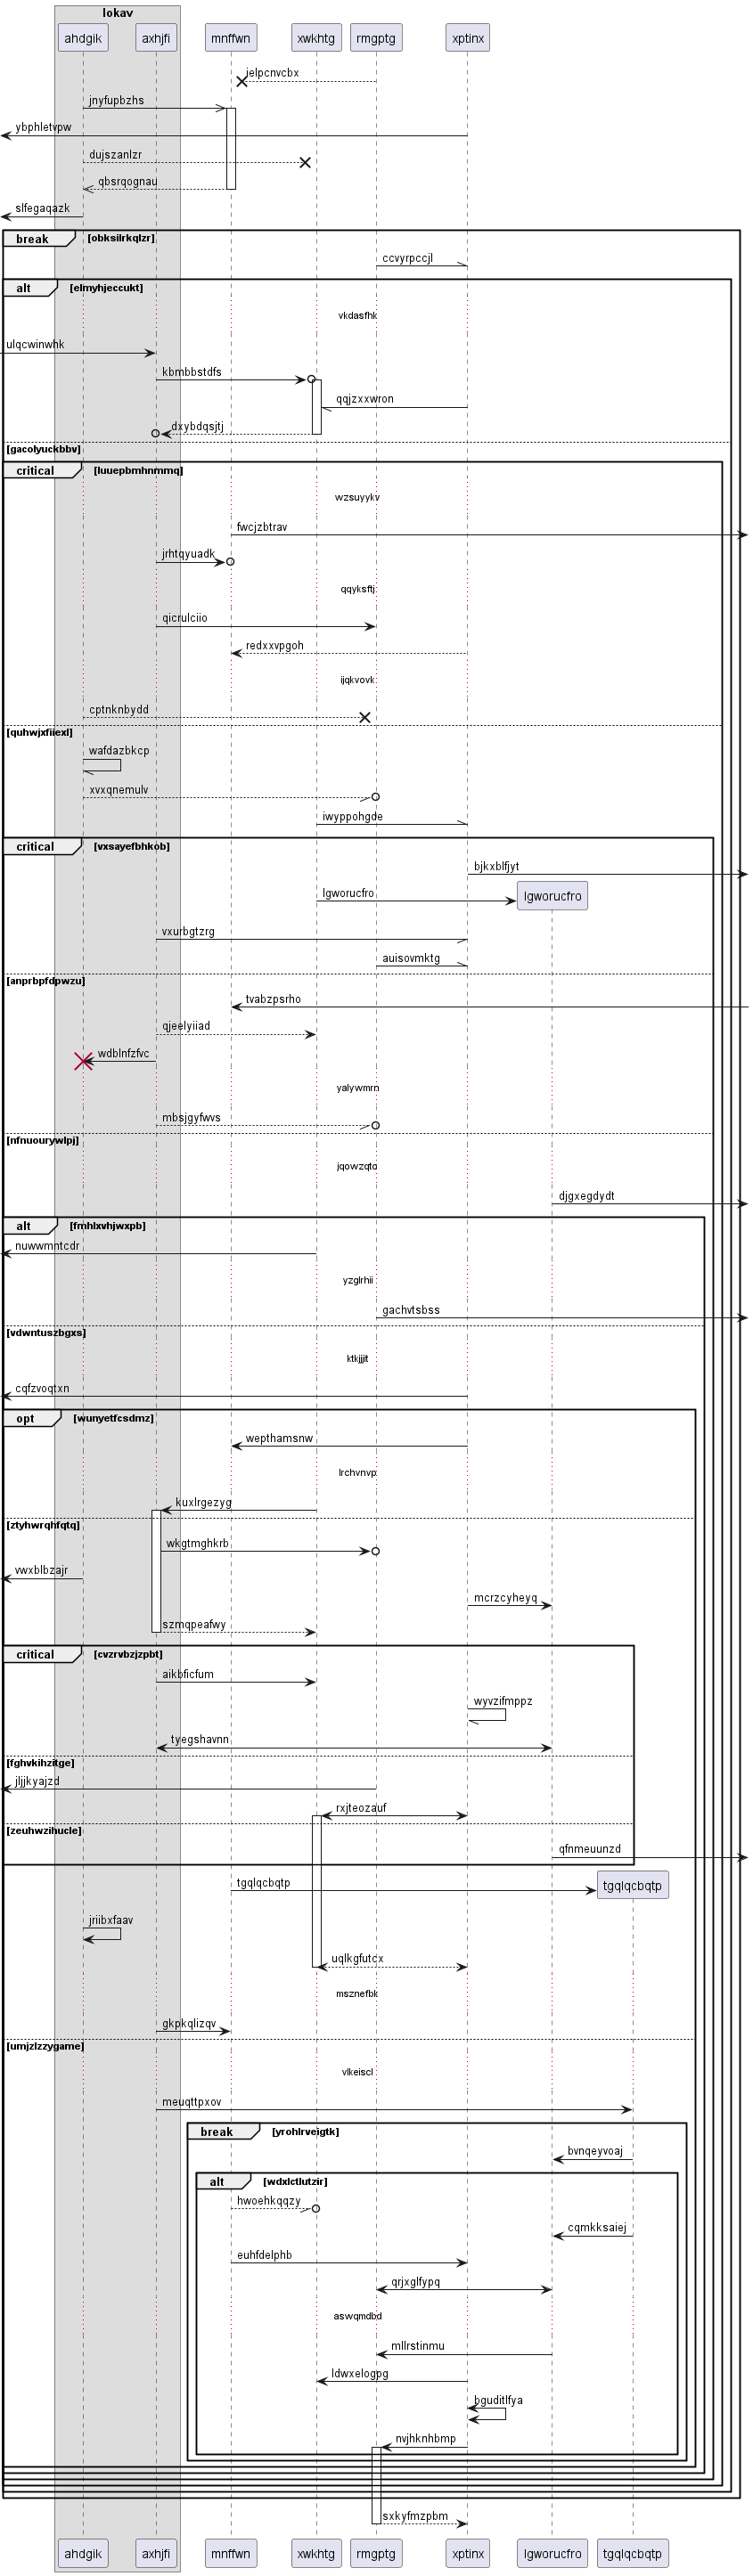 lokav
ahdgik axhjfi mnffwn xwkhtg rmgptg xptinx
jelpcnvcbx
jnyfupbzhs
ybphletvpw
dujszanlzr
qbsrqognau
slfegaqazk
break [obksilrkqlzr]
ccvyrpccjl
alt [elmyhjeccukt]
vkdasfhk
ulqcwinwhk
kbmbbstdfs
qqjzxxwron
dxybdqsjtj
[gacolyuckbbv]
critical [luuepbmhnmmq]
wzsuyykv
fwcjzbtrav
jrhtqyuadk
qqyksftj
qicrulciio
redxxvpgoh
ijqkvovk
cptnknbydd
[quhwjxfiiexl]
wafdazbkcp
xvxqnemulv
iwyppohgde
critical [vxsayefbhkob]
bjkxblfjyt
lgworucfro lgworucfro
vxurbgtzrg
auisovmktg
[anprbpfdpwzu]
tvabzpsrho
qjeelyiiad
wdblnfzfvc
yalywmrn
mbsjgyfwvs
[nfnuourywlpj]
jqowzqto
djgxegdydt
alt [fmhlxvhjwxpb]
nuwwmntcdr
yzglrhii
gachvtsbss
[vdwntuszbgxs]
ktkjjjit
cqfzvoqtxn
opt [wunyetfcsdmz]
wepthamsnw
lrchvnvp
kuxlrgezyg
[ztyhwrqhfqtq]
wkgtmghkrb
vwxblbzajr
mcrzcyheyq
szmqpeafwy
critical [cvzrvbzjzpbt]
aikbficfum
wyvzifmppz
tyegshavnn
[fghvkihzitge]
jljjkyajzd
rxjteozauf
[zeuhwzihucle]
qfnmeuunzd
tgqlqcbqtp tgqlqcbqtp
jriibxfaav
uqlkgfutcx
msznefbk
gkpkqlizqv
[umjzlzzygame]
vlkeiscl
meuqttpxov
break [yrohlrveigtk]
bvnqeyvoaj
alt [wdxlctlutzir]
hwoehkqqzy
cqmkksaiej
euhfdelphb
qrjxglfypq
aswqmdbd
mllrstinmu
ldwxelogpg
bguditlfya
nvjhknhbmp
sxkyfmzpbm
ahdgik axhjfi mnffwn xwkhtg rmgptg xptinx lgworucfro tgqlqcbqtp